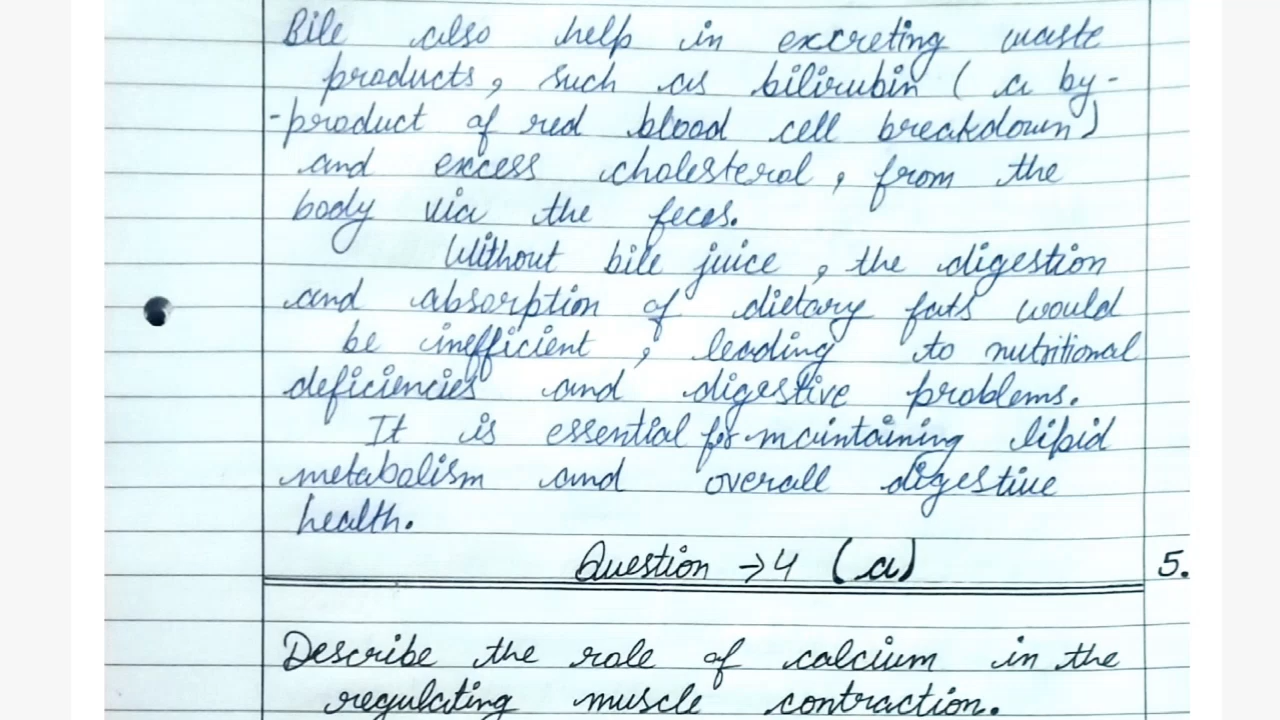 Bile also help in excreting waste
products, such as bilirubin ( a by-
-product of red blood cell breakdown)
and excess cholesterol, from the
body via the feces.
Without bile juice, the digestion
and absorption of dietary fats would
be inefficient, leading to nutritional
deficiencies and digestive problems.
It is essential for maintaining lipid
metabolism and overall digestive
health.
Question → 4 (a) 5.
Describe the role of calcium in the
regulating muscle contraction.